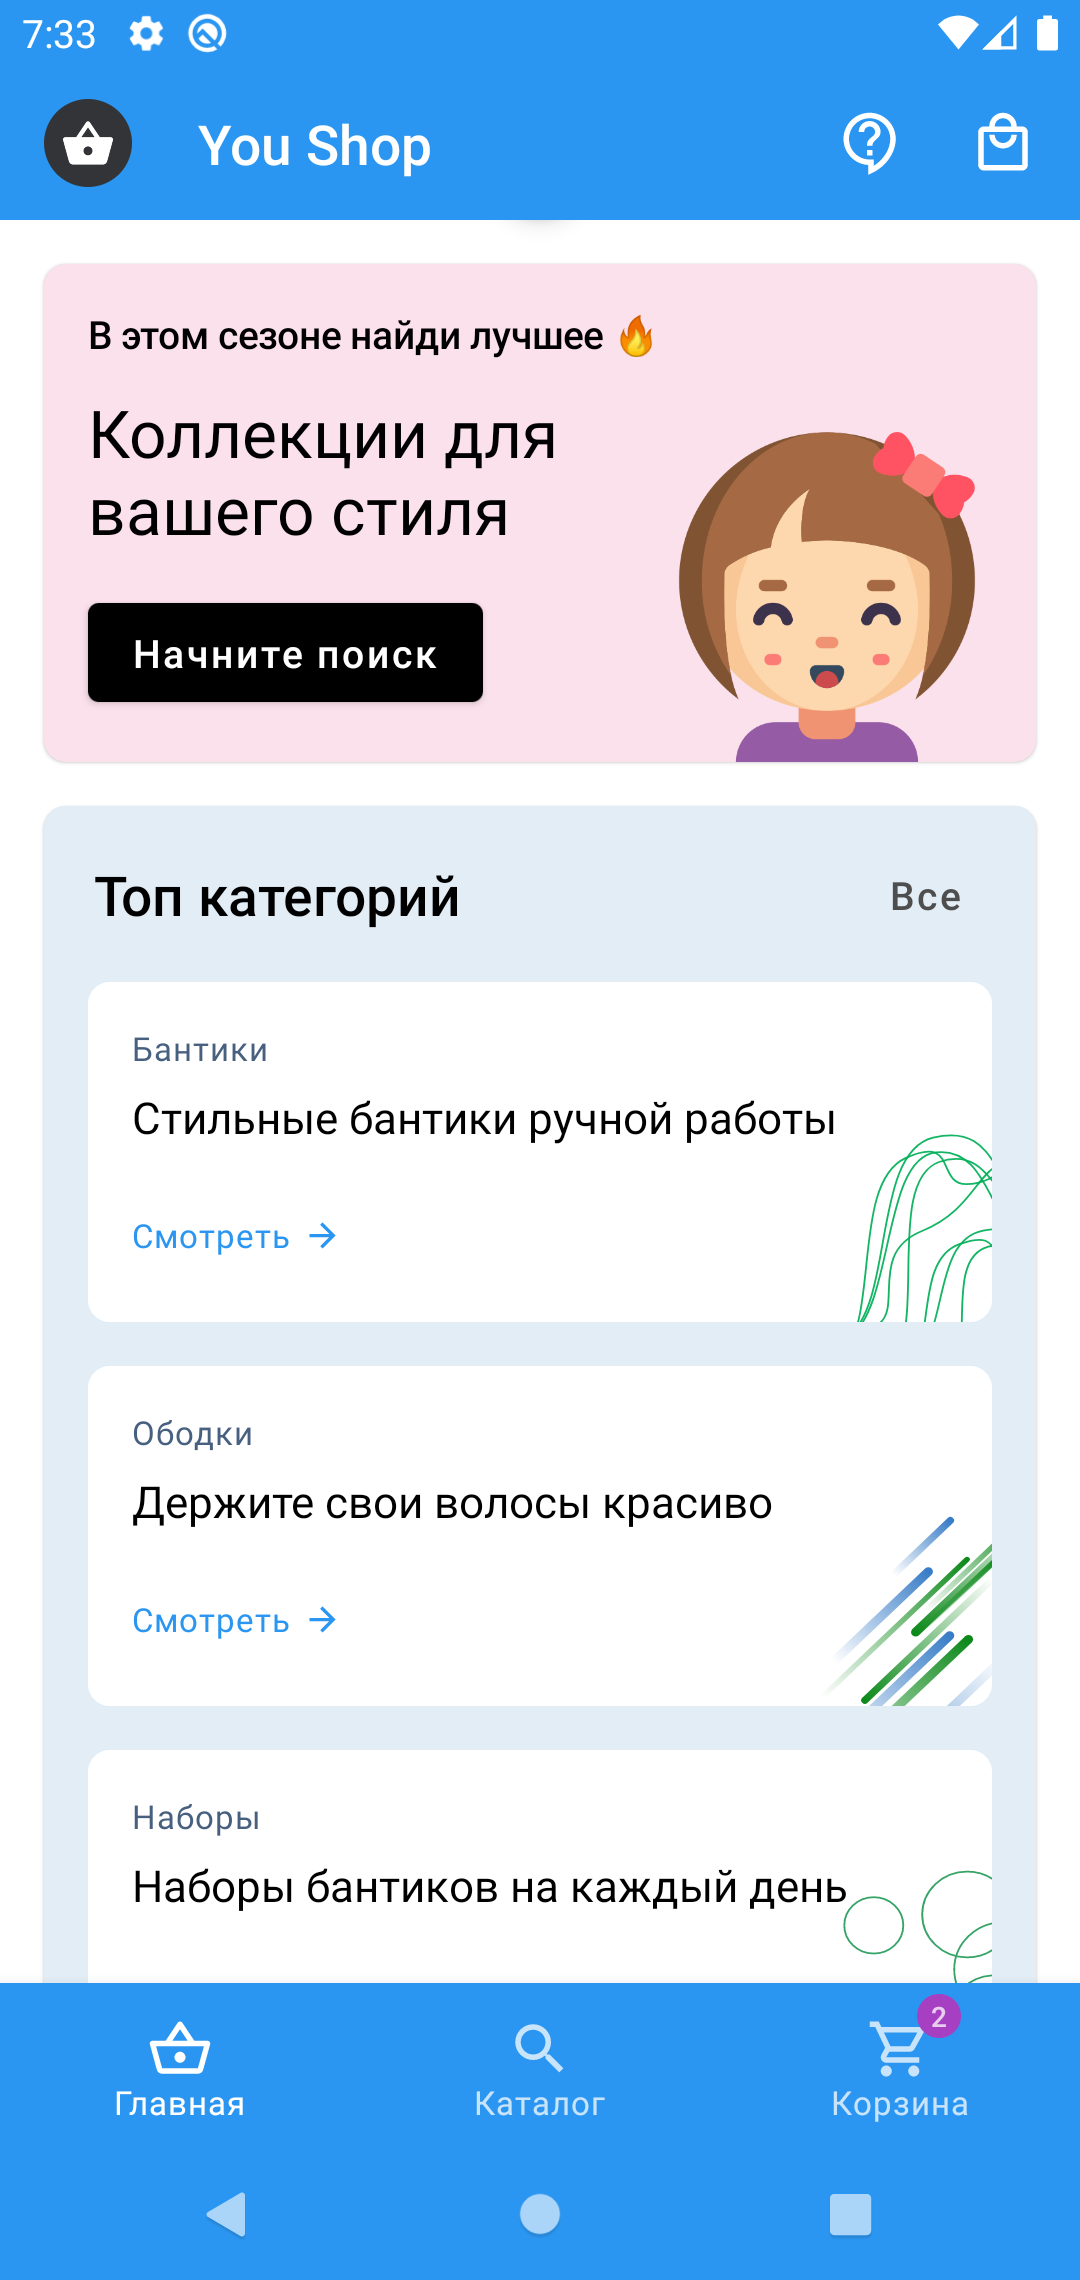 7:33
You Shop
В этом сезоне найди лучшее 🔥
Коллекции для
вашего стиля
Начните поиск
Топ категорий
Все
Бантики
Стильные бантики ручной работы
Смотреть →
Ободки
Держите свои волосы красиво
Смотреть →
Наборы
Наборы бантиков на каждый день
2
Главная
Каталог
Корзина